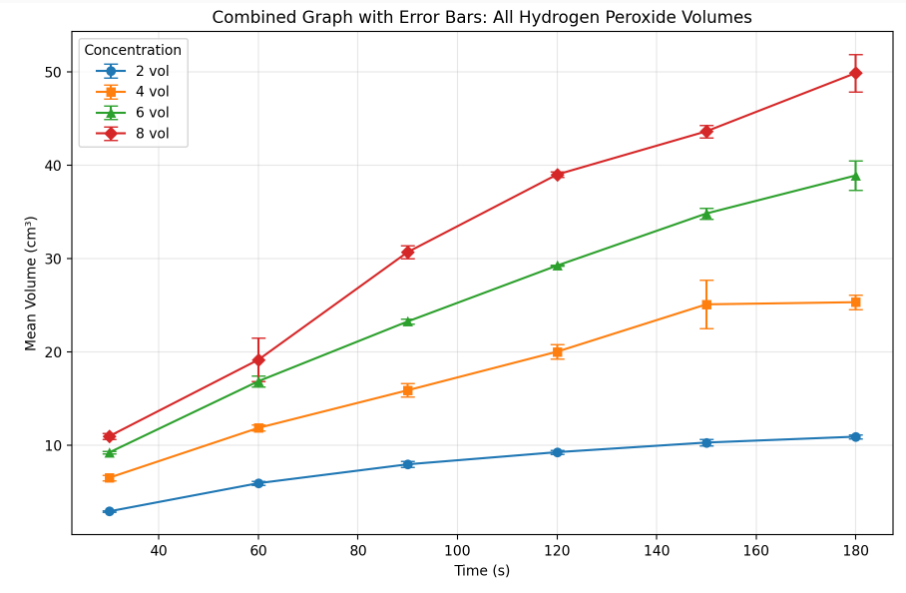 Combined Graph with Error Bars: All Hydrogen Peroxide Volumes
Concentration
2 vol
4 vol
6 vol
8 vol
50
40
30
20
10
Mean Volume (cm³)
40 60 80 100 120 140 160 180
Time (s)